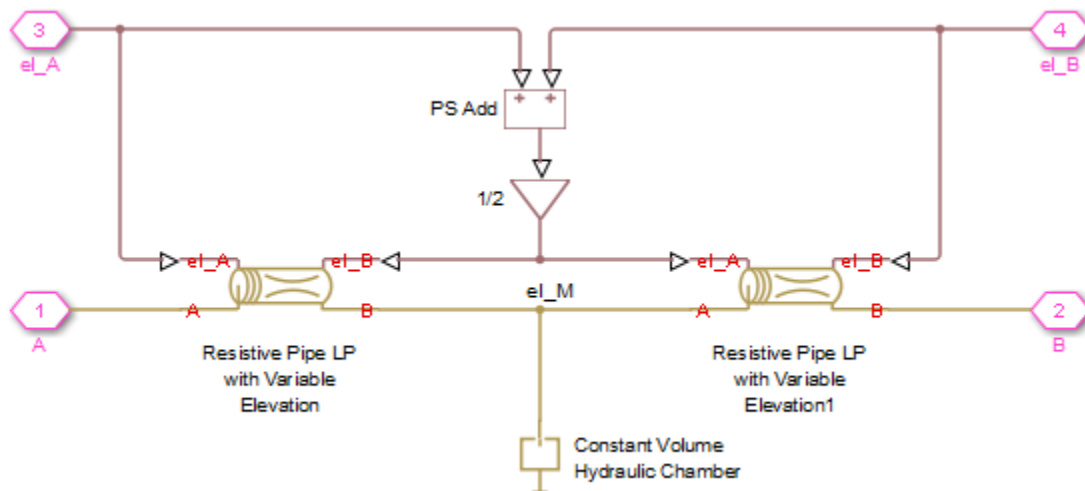 3
el_A
4
el_B
PS Add
+ +
1/2
el_A
el_B
el_A
el_B
el_M
1
A
A
B
A
B
2
B
Resistive Pipe LP
with Variable
Elevation
Resistive Pipe LP
with Variable
Elevation1
Constant Volume
Hydraulic Chamber